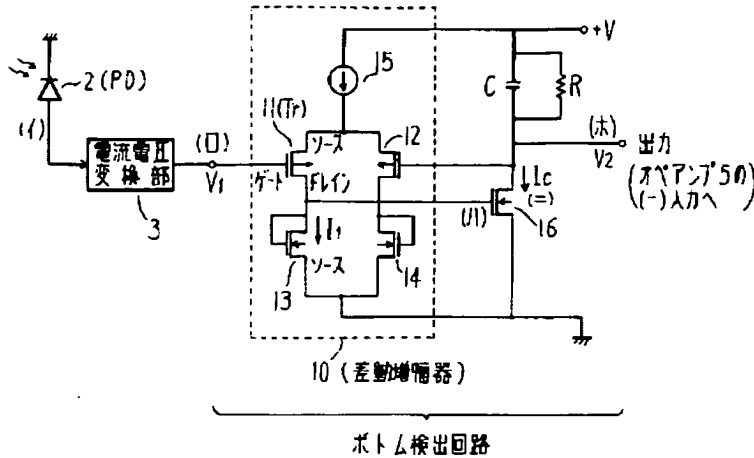 +V
15
2(PD)
C
R
11(Tr)
ソース
12
(イ)
(ホ)
出力
電流電圧
変換部
(ロ)
V1
ゲート
ドレイン
V2
(オペアンプ5の
(-)入力へ)
Ic
(ニ)
3
(ハ)
16
I1
13
ソース
14
10(差動増幅器)
ボトム検出回路